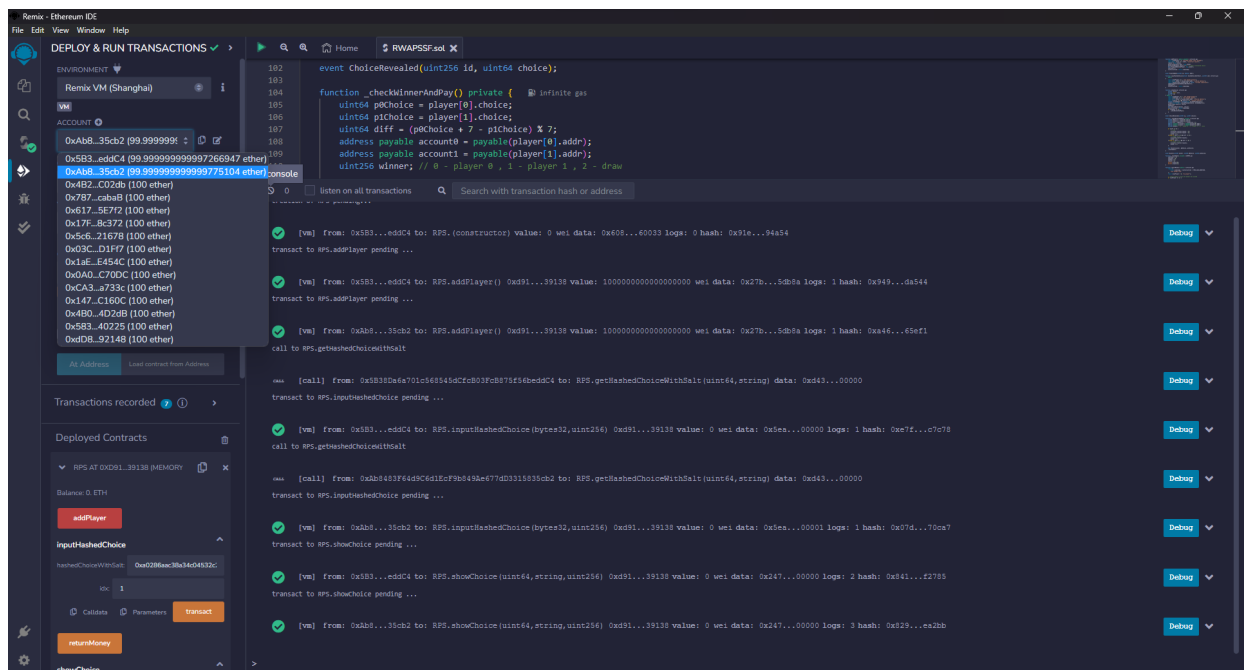 Remix - Ethereum IDE
File Edit View Window Help
DEPLOY & RUN TRANSACTIONS
ENVIRONMENT
Remix VM (Shanghai)
VM
ACCOUNT
0xAb8...35cb2 (99.9999999
0x5B3...eddC4 (99.999999999997266947 ether)
0xAb8...35cb2 (99.999999999999775104 ether)
0x4B2...C02db (100 ether)
0x787...cabaB (100 ether)
0x617...5E7f2 (100 ether)
0x17F...8c372 (100 ether)
0x5c6...21678 (100 ether)
0x03C...D1Ff7 (100 ether)
0x1aE...E454C (100 ether)
0x0A0...C70DC (100 ether)
0xCA3...a733c (100 ether)
0x147...C160C (100 ether)
0x4B0...4D2dB (100 ether)
0x583...40225 (100 ether)
0xdD8...92148 (100 ether)
At Address Load contract from Address
Transactions recorded 7 i
Deployed Contracts
RPS AT 0XD91...39138 (MEMORY
Balance: 0. ETH
addPlayer
inputHashedChoice
hashedChoiceWithSalt: 0xa0286aac38a34c04532c
idx: 1
Calldata Parameters transact
returnMoney
showChoice
Home RWAPSSF.sol
102 event ChoiceRevealed(uint256 id, uint64 choice);
103
104 function _checkWinnerAndPay() private { infinite gas
105 uint64 p0Choice = player[0].choice;
106 uint64 p1Choice = player[1].choice;
107 uint64 diff = (p0Choice + 7 - p1Choice) % 7;
108 address payable account0 = payable(player[0].addr);
109 address payable account1 = payable(player[1].addr);
uint256 winner; // 0 - player 0 , 1 - player 1 , 2 - draw
console
0 listen on all transactions Search with transaction hash or address
[vm] from: 0x5B3...eddC4 to: RPS.(constructor) value: 0 wei data: 0x608...60033 logs: 0 hash: 0x91e...94a54 Debug
transact to RPS.addPlayer pending ...
[vm] from: 0x5B3...eddC4 to: RPS.addPlayer() 0xd91...39138 value: 1000000000000000000 wei data: 0x27b...5db8a logs: 1 hash: 0x949...da544 Debug
transact to RPS.addPlayer pending ...
[vm] from: 0xAb8...35cb2 to: RPS.addPlayer() 0xd91...39138 value: 1000000000000000000 wei data: 0x27b...5db8a logs: 1 hash: 0xa46...65ef1 Debug
call to RPS.getHashedChoiceWithSalt
CALL [call] from: 0x5B38Da6a701c568545dCfcB03FcB875f56beddC4 to: RPS.getHashedChoiceWithSalt(uint64,string) data: 0xd43...00000 Debug
transact to RPS.inputHashedChoice pending ...
[vm] from: 0x5B3...eddC4 to: RPS.inputHashedChoice(bytes32,uint256) 0xd91...39138 value: 0 wei data: 0x5ea...00000 logs: 1 hash: 0xe7f...c7c78 Debug
call to RPS.getHashedChoiceWithSalt
CALL [call] from: 0xAb8483F64d9C6d1EcF9b849Ae677dD3315835cb2 to: RPS.getHashedChoiceWithSalt(uint64,string) data: 0xd43...00000 Debug
transact to RPS.inputHashedChoice pending ...
[vm] from: 0xAb8...35cb2 to: RPS.inputHashedChoice(bytes32,uint256) 0xd91...39138 value: 0 wei data: 0x5ea...00001 logs: 1 hash: 0x07d...70ca7 Debug
transact to RPS.showChoice pending ...
[vm] from: 0x5B3...eddC4 to: RPS.showChoice(uint64,string,uint256) 0xd91...39138 value: 0 wei data: 0x247...00000 logs: 2 hash: 0x841...f2785 Debug
transact to RPS.showChoice pending ...
[vm] from: 0xAb8...35cb2 to: RPS.showChoice(uint64,string,uint256) 0xd91...39138 value: 0 wei data: 0x247...00000 logs: 3 hash: 0x829...ea2bb Debug
>